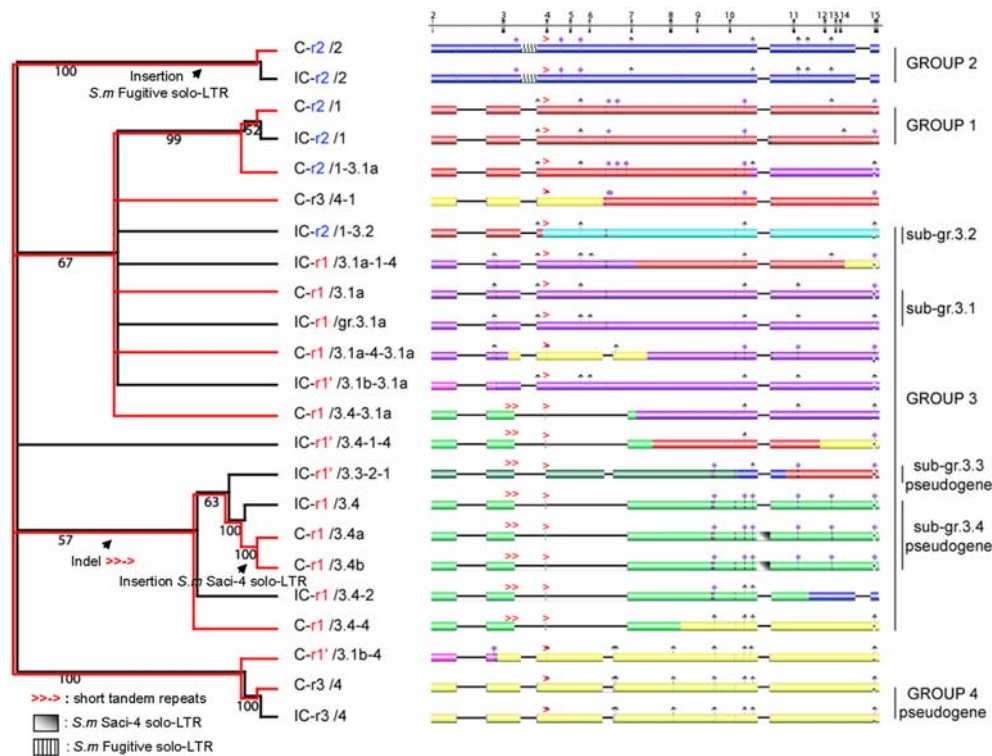 2 3 4 5 6 7 8 9 10 11 12 13 14 15
C-r2 /2
IC-r2 /2
GROUP 2
100
Insertion
S.m Fugitive solo-LTR
C-r2 /1
IC-r2 /1
GROUP 1
52
99
C-r2 /1-3.1a
C-r3 /4-1
IC-r2 /1-3.2
sub-gr.3.2
67
IC-r1 /3.1a-1-4
C-r1 /3.1a
IC-r1 /gr.3.1a
sub-gr.3.1
C-r1 /3.1a-4-3.1a
IC-r1' /3.1b-3.1a
GROUP 3
C-r1 /3.4-3.1a
IC-r1' /3.4-1-4
IC-r1' /3.3-2-1
sub-gr.3.3
pseudogene
63
IC-r1 /3.4
100
C-r1 /3.4a
sub-gr.3.4
pseudogene
57
100
Indel >>->
Insertion S.m Saci-4 solo-LTR
C-r1 /3.4b
IC-r1 /3.4-2
C-r1 /3.4-4
C-r1' /3.1b-4
100
C-r3 /4
100
IC-r3 /4
GROUP 4
pseudogene
>>-> : short tandem repeats
: S.m Saci-4 solo-LTR
: S.m Fugitive solo-LTR